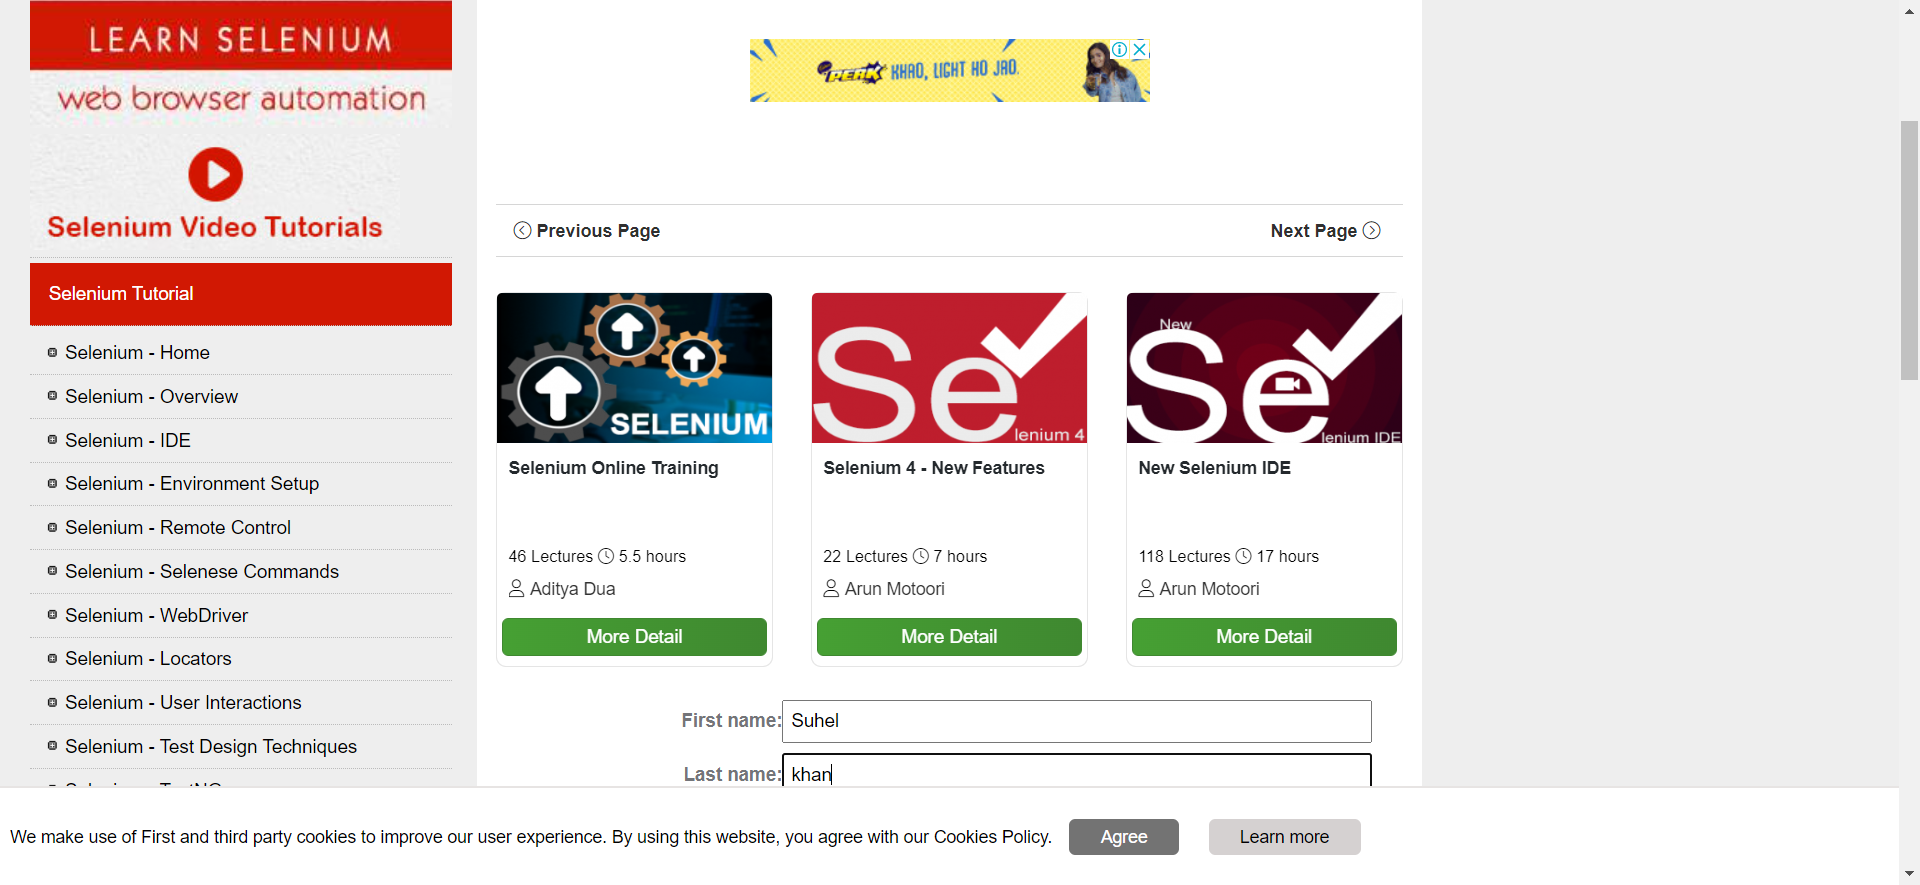 LEARN SELENIUM
web browser automation
Selenium Video Tutorials
Selenium Tutorial
Selenium - Home
Selenium - Overview
Selenium - IDE
Selenium - Environment Setup
Selenium - Remote Control
Selenium - Selenese Commands
Selenium - WebDriver
Selenium - Locators
Selenium - User Interactions
Selenium - Test Design Techniques
PERK KHAO, LIGHT HO JAO.
Previous Page
Next Page
SELENIUM
Selenium Online Training
46 Lectures 5.5 hours
Aditya Dua
More Detail
Selenium 4
Selenium 4 - New Features
22 Lectures 7 hours
Arun Motoori
More Detail
New
Selenium IDE
New Selenium IDE
118 Lectures 17 hours
Arun Motoori
More Detail
First name: Suhel
Last name: khan
We make use of First and third party cookies to improve our user experience. By using this website, you agree with our Cookies Policy. Agree Learn more